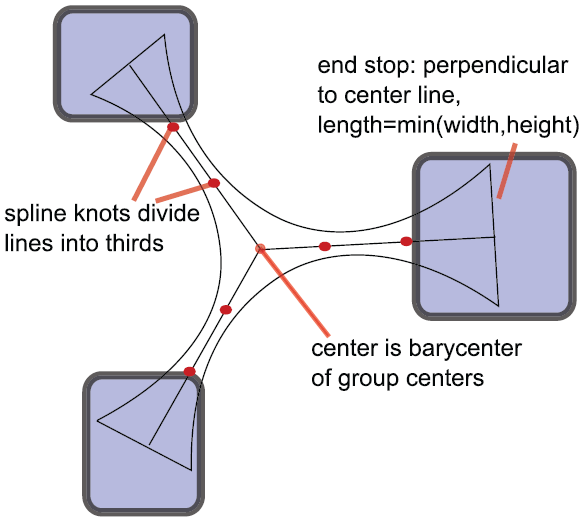 end stop: perpendicular
to center line,
length=min(width,height)
spline knots divide
lines into thirds
center is barycenter
of group centers